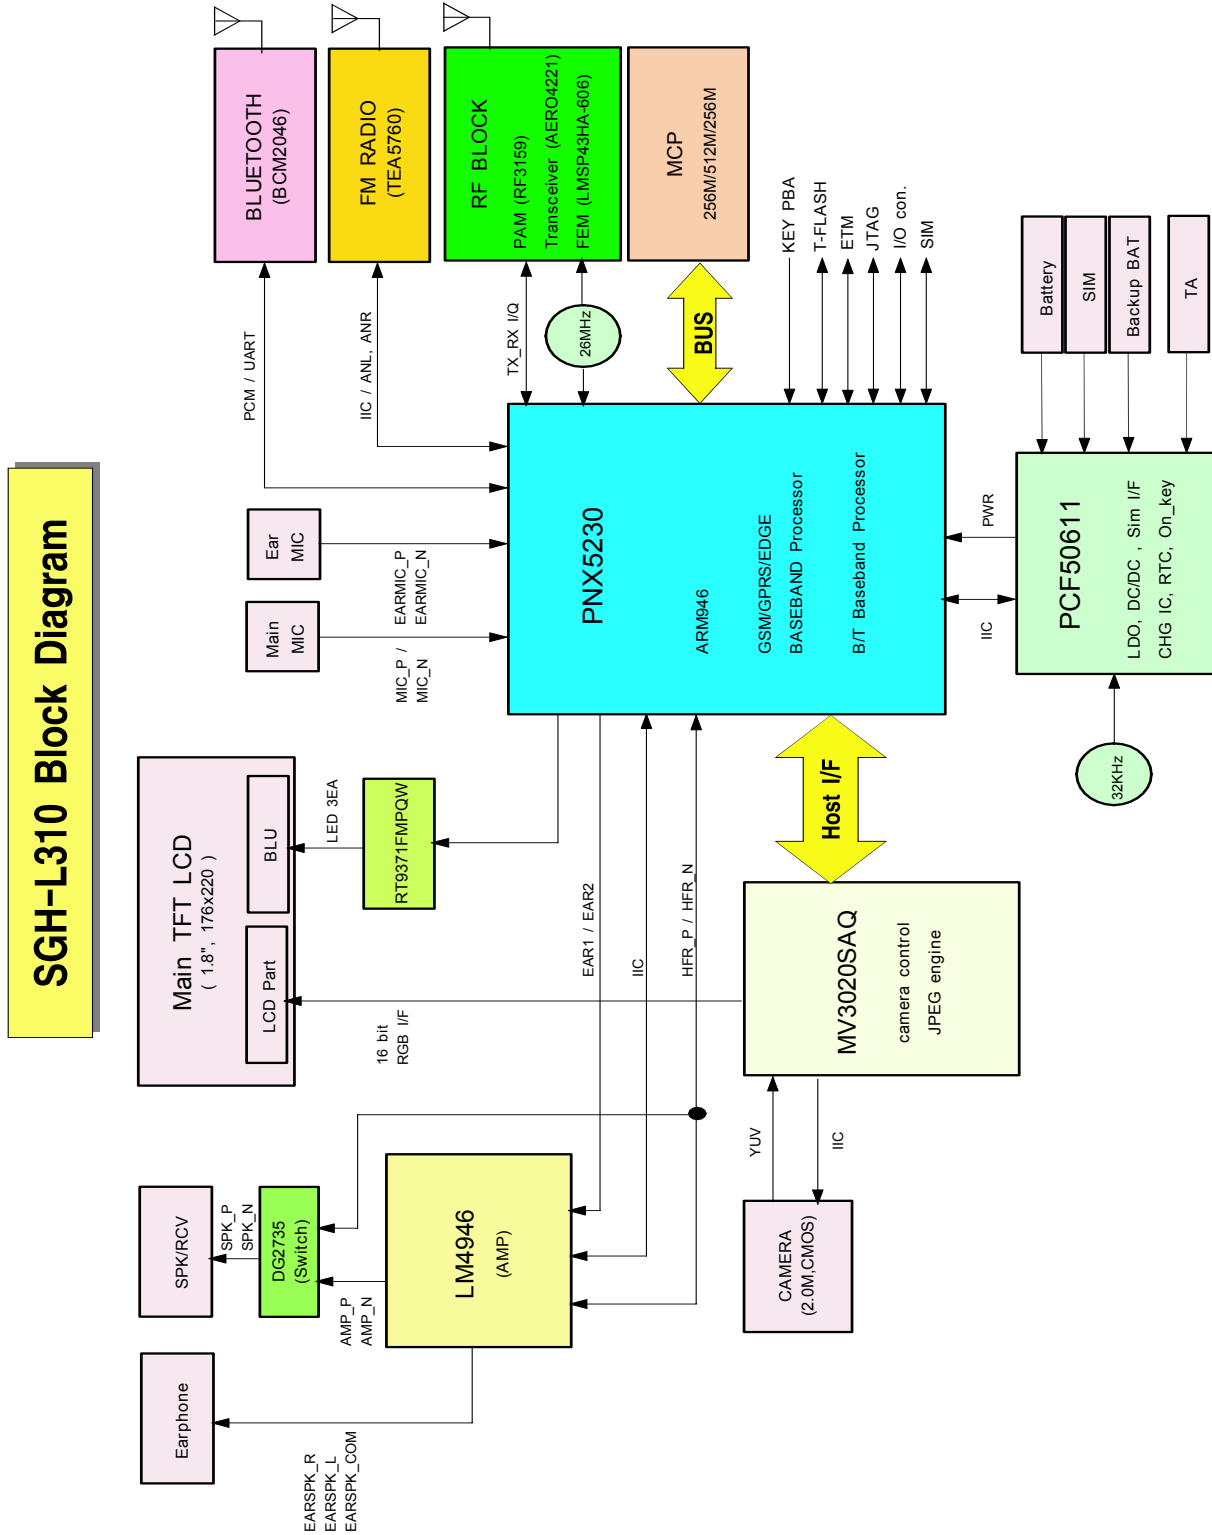 SGH-L310 Block Diagram
Earphone
EARSPK_R
EARSPK_L
EARSPK_COM
SPK/RCV
SPK_P
SPK_N
DG2735
(Switch)
AMP_P
AMP_N
LM4946
(AMP)
Main TFT LCD
( 1.8", 176x220 )
LCD Part
BLU
16 bit
RGB I/F
LED 3EA
RT9371FMPQW
EAR1 / EAR2
IIC
HFR_P / HFR_N
Main
MIC
Ear
MIC
MIC_P /
MIC_N
EARMIC_P
EARMIC_N
BLUETOOTH
(BCM2046)
PCM / UART
FM RADIO
(TEA5760)
IIC / ANL, ANR
RF BLOCK
PAM (RF3159)
Transceiver (AERO4221)
FEM (LMSP43HA-606)
TX_RX I/Q
26MHz
MCP
256M/512M/256M
BUS
PNX5230
ARM946
GSM/GPRS/EDGE
BASEBAND Processor
B/T Baseband Processor
KEY PBA
T-FLASH
ETM
JTAG
I/O con.
SIM
CAMERA
(2.0M,CMOS)
YUV
IIC
MV3020SAQ
camera control
JPEG engine
Host I/F
IIC
PWR
PCF50611
LDO, DC/DC , Sim I/F
CHG IC, RTC, On_key
32KHz
Battery
SIM
Backup BAT
TA